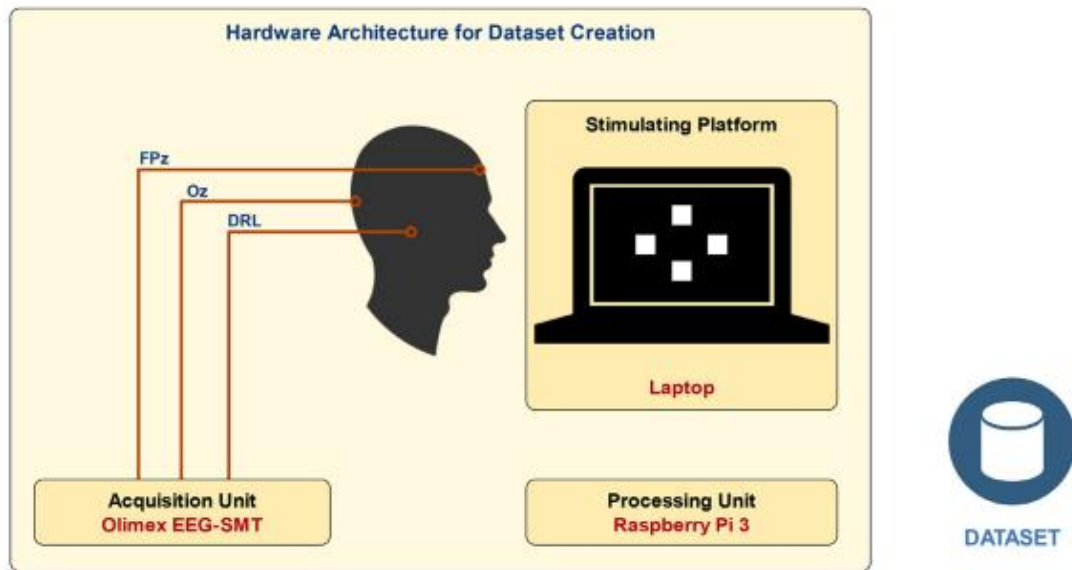 Hardware Architecture for Dataset Creation
Stimulating Platform
FPz
Oz
DRL
Laptop
Acquisition Unit
Olimex EEG-SMT
Processing Unit
Raspberry Pi 3
DATASET